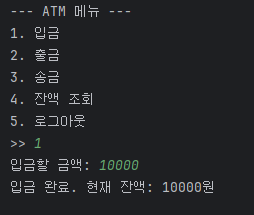 --- ATM 메뉴 ---
1. 입금
2. 출금
3. 송금
4. 잔액 조회
5. 로그아웃
>> 1
입금할 금액: 10000
입금 완료. 현재 잔액: 10000원